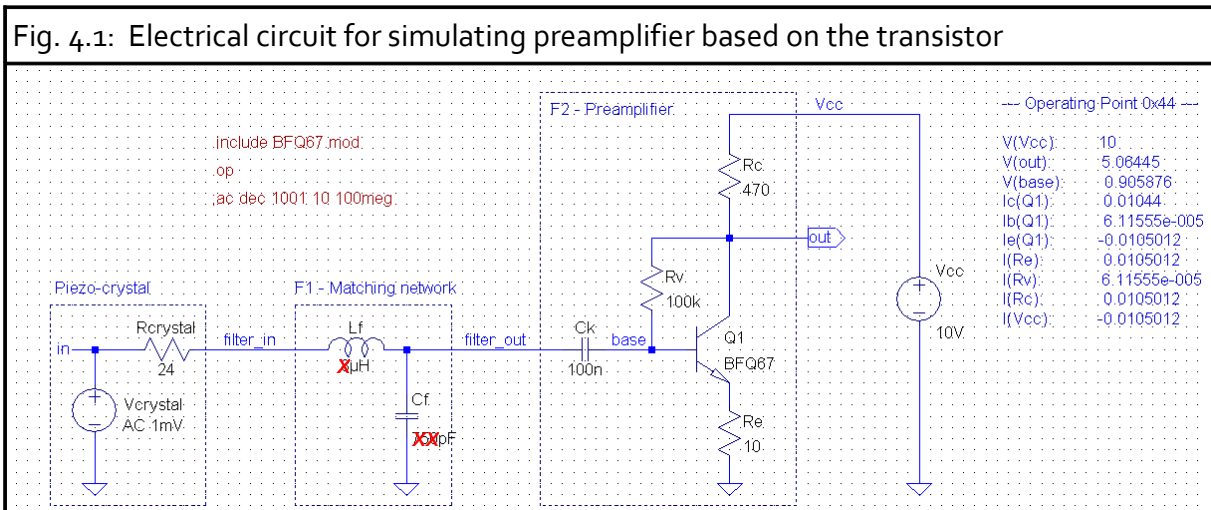 Fig. 4.1: Electrical circuit for simulating preamplifier based on the transistor
F2 - Preamplifier
Vcc
--- Operating Point 0x44 ---
.include BFQ67.mod
.op
.ac dec 1001 10 100meg
Rc
470
V(Vcc): 10
V(out): 5.06445
V(base): 0.905876
Ic(Q1): 0.01044
Ib(Q1): 6.11555e-005
Ie(Q1): -0.0105012
I(Re): 0.0105012
I(Rv): 6.11555e-005
I(Rc): 0.0105012
I(Vcc): -0.0105012
out
Rv
100k
Vcc
10V
Piezo-crystal
F1 - Matching network
in
Rcrystal
24
filter_in
Lf
XµH
filter_out
Ck
100n
base
Q1
BFQ67
Vcrystal
AC 1mV
Cf
XXpF
Re
10